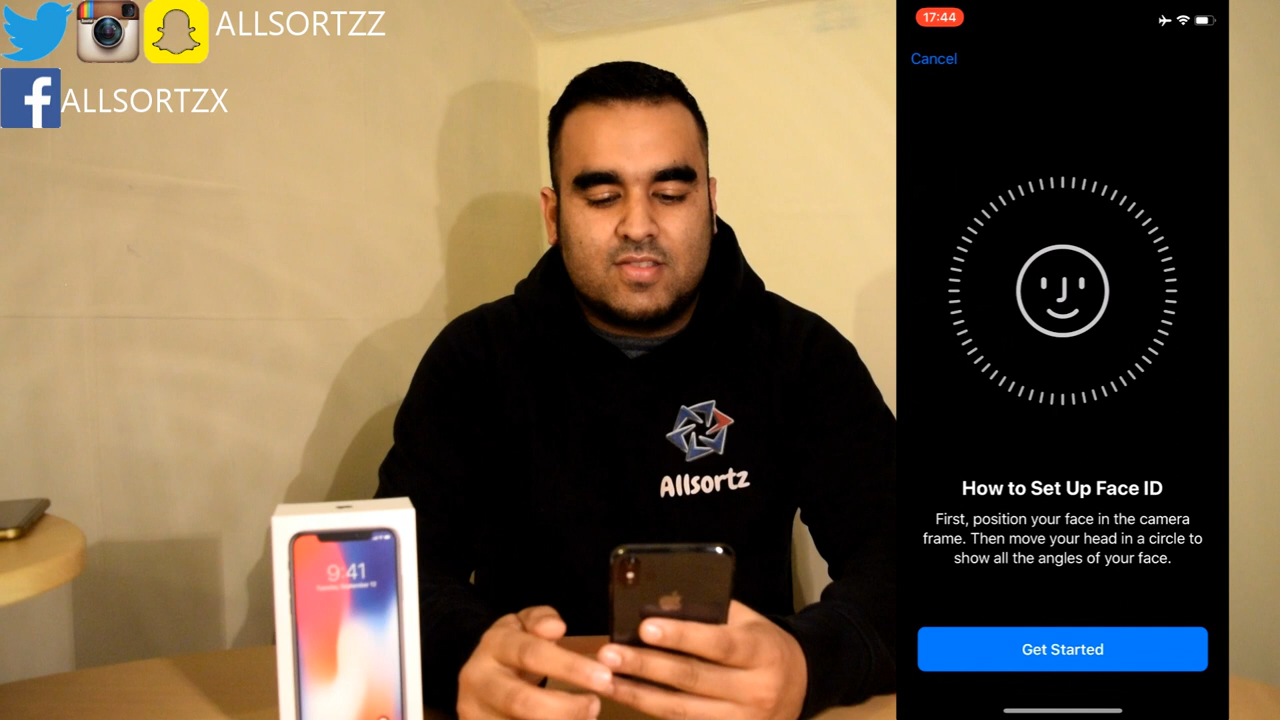 ALLSORTZZ
ALLSORTZX
Allsortz
9:41
17:44
Cancel
How to Set Up Face ID
First, position your face in the camera
frame. Then move your head in a circle to
show all the angles of your face.
Get Started